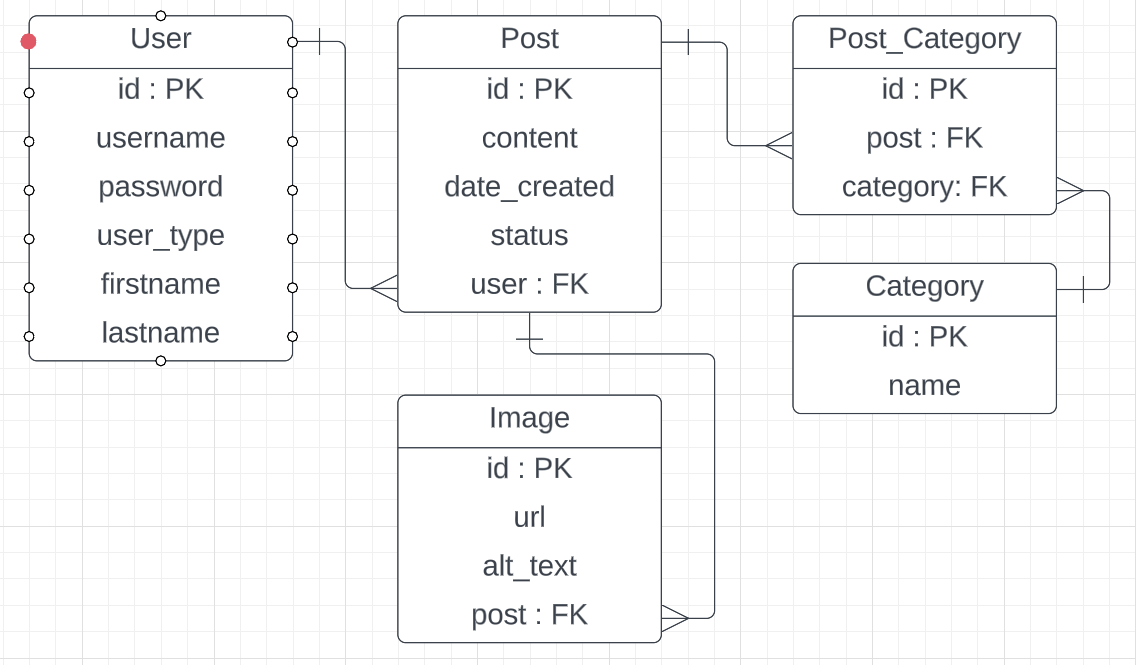 User
id : PK
username
password
user_type
firstname
lastname
Post
id : PK
content
date_created
status
user : FK
Post_Category
id : PK
post : FK
category: FK
Category
id : PK
name
Image
id : PK
url
alt_text
post : FK